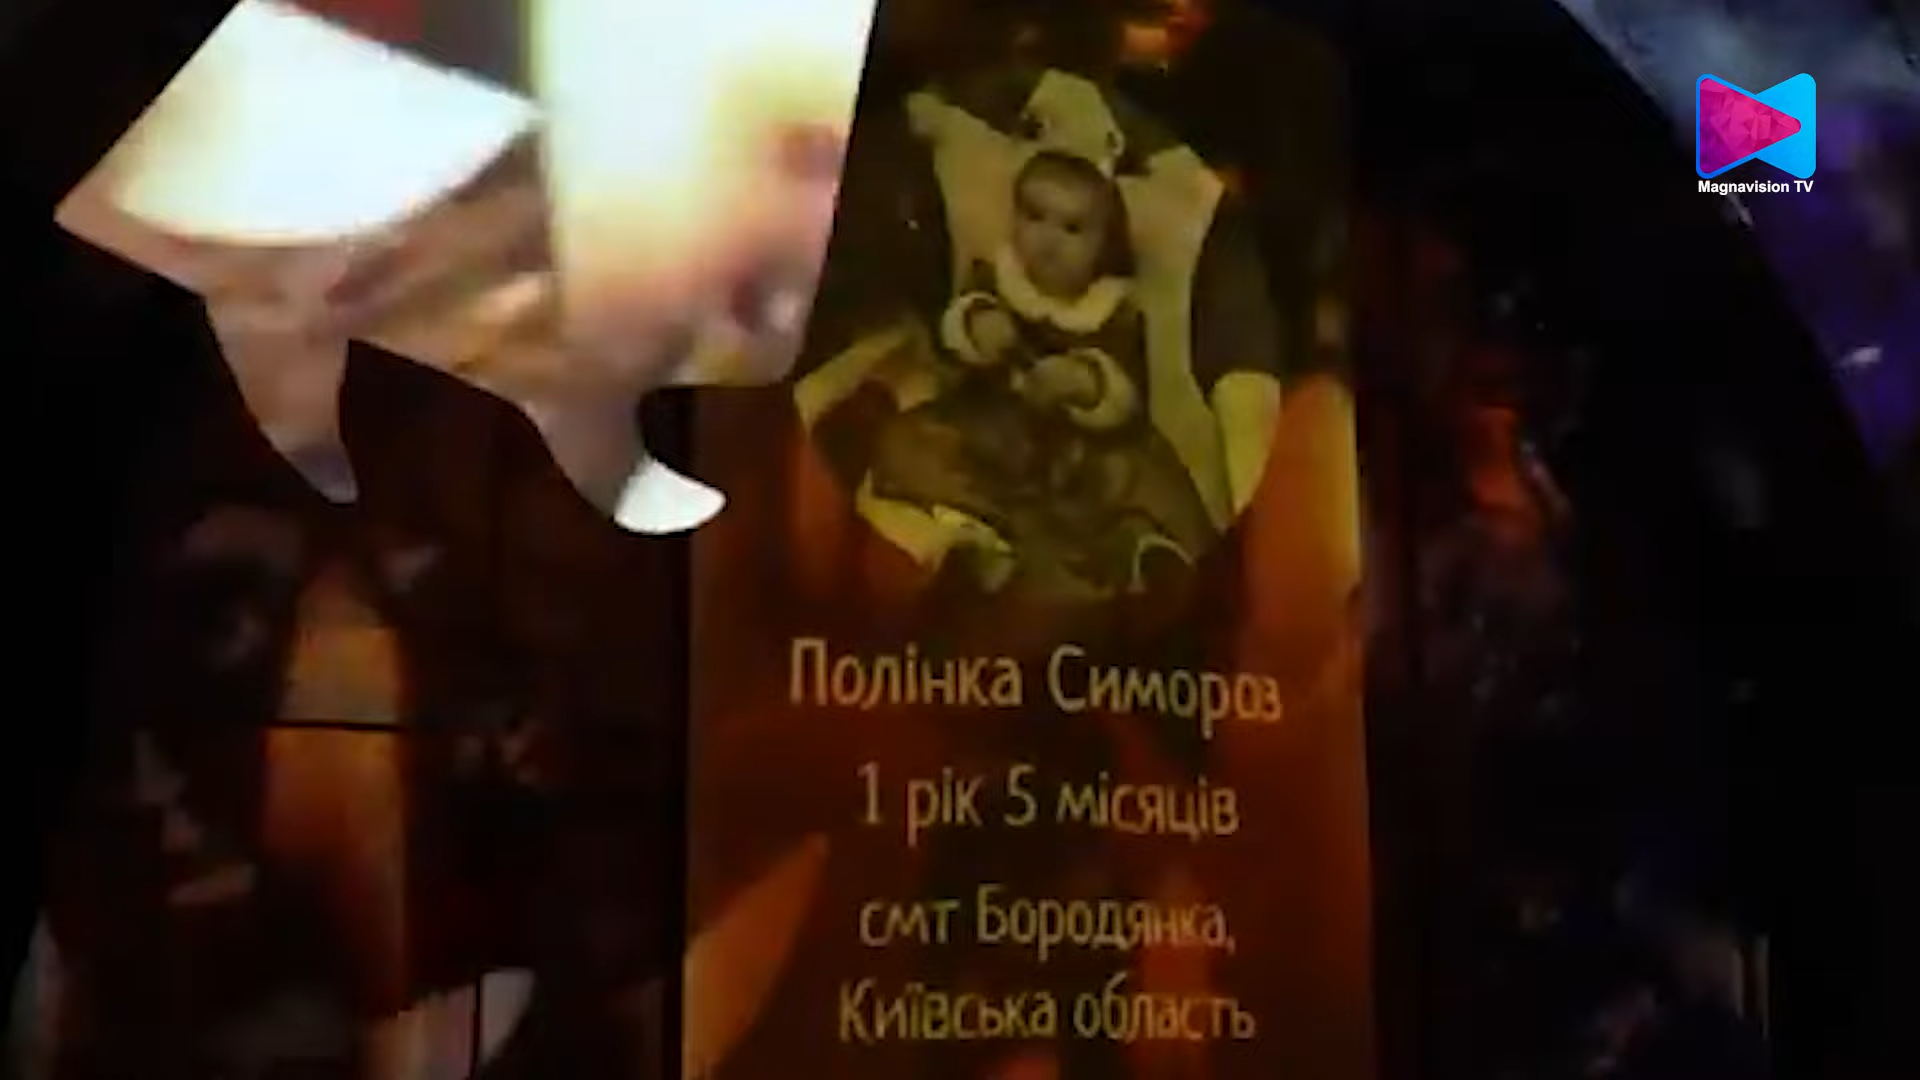 Magnavision TV
Полінка Симороз
1 рік 5 місяців
смт Бородянка,
Київська область